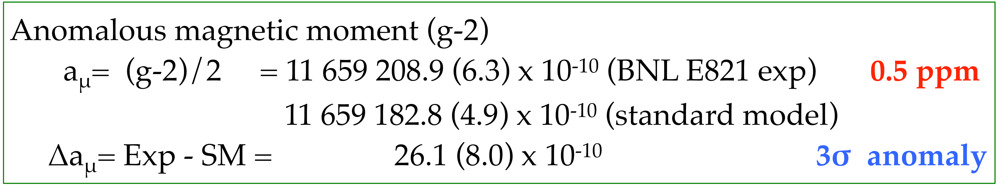 Anomalous magnetic moment (g-2)
aμ= (g-2)/2 = 11 659 208.9 (6.3) x 10⁻¹⁰ (BNL E821 exp) 0.5 ppm
11 659 182.8 (4.9) x 10⁻¹⁰ (standard model)
Δaμ= Exp - SM = 26.1 (8.0) x 10⁻¹⁰ 3σ anomaly